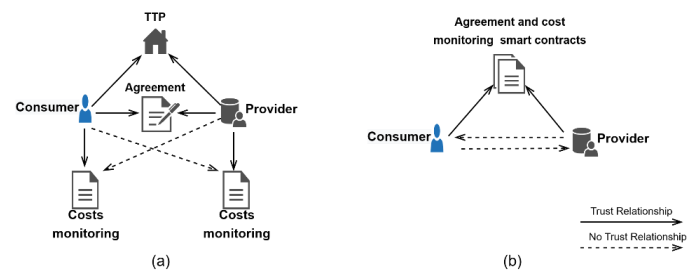 TTP
Agreement
Consumer
Provider
Costs
monitoring
Costs
monitoring
(a)
Agreement and cost
monitoring smart contracts
Consumer
Provider
Trust Relationship
No Trust Relationship
(b)